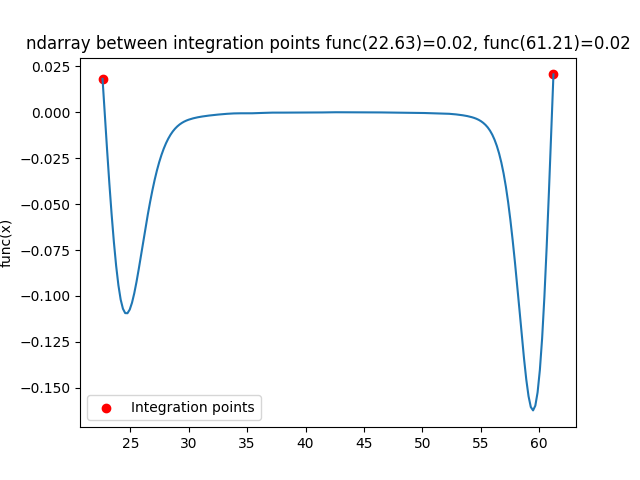 ndarray between integration points func(22.63)=0.02, func(61.21)=0.02
0.025
0.000
−0.025
−0.050
−0.075
−0.100
−0.125
−0.150
func(x)
Integration points
25 30 35 40 45 50 55 60